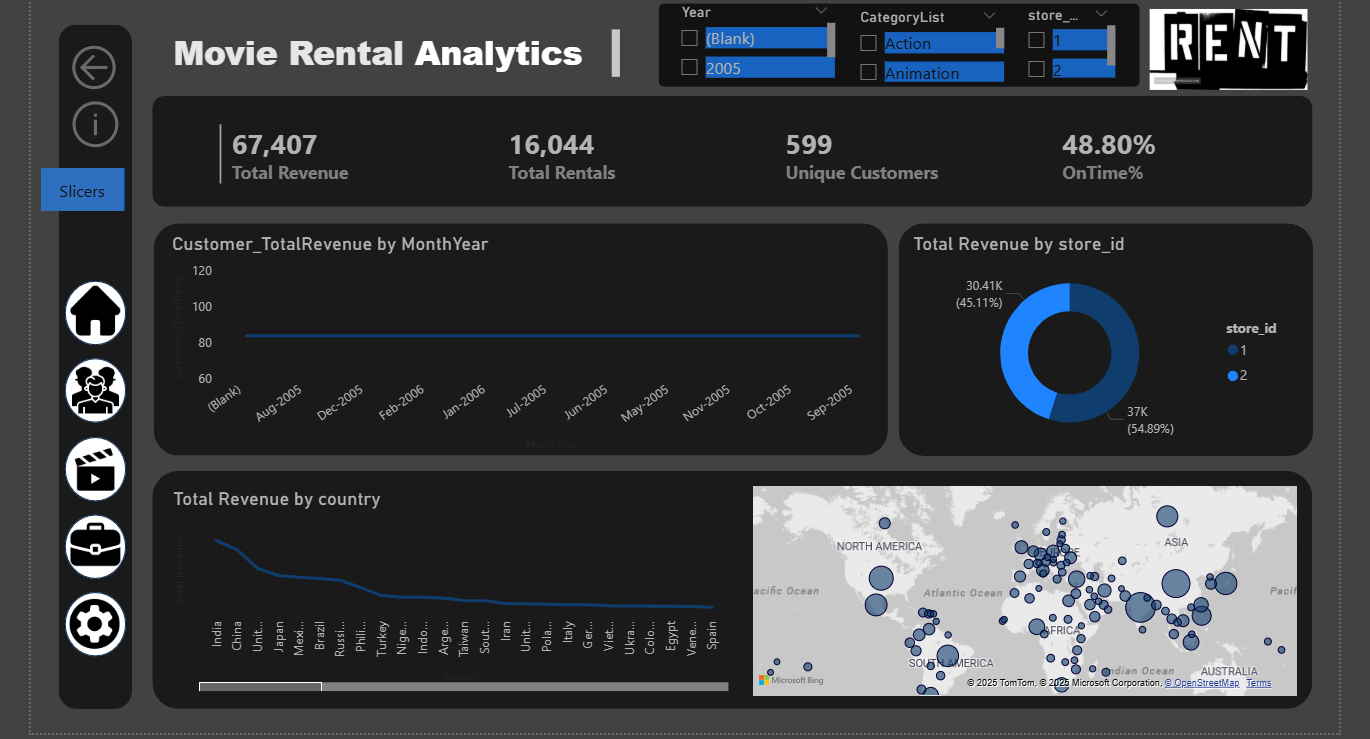 Movie Rental Analytics
Year
(Blank)
2005
CategoryList
Action
Animation
store_...
1
2
RENT
67,407
Total Revenue
16,044
Total Rentals
599
Unique Customers
48.80%
OnTime%
Slicers
Customer_TotalRevenue by MonthYear
120
100
80
60
(Blank)
Aug-2005
Dec-2005
Feb-2006
Jan-2006
Jul-2005
Jun-2005
May-2005
Nov-2005
Oct-2005
Sep-2005
MonthYear
Total Revenue by store_id
30.41K
(45.11%)
37K
(54.89%)
store_id
1
2
Total Revenue by country
Total Revenue
India
China
Unit...
Japan
Mexi...
Brazil
Russi...
Phili...
Turkey
Nige...
Indo...
Arge...
Taiwan
Sout...
Iran
Unit...
Pola...
Italy
Ger...
Viet...
Ukra...
Colo...
Egypt
Vene...
Spain
country
NORTH AMERICA
ASIA
acific Ocean
Atlantic Ocean
Pacif
AFRICA
SOUTH AMERICA
Indian Ocean
AUSTRALIA
Microsoft Bing
© 2025 TomTom, © 2025 Microsoft Corporation, © OpenStreetMap Terms